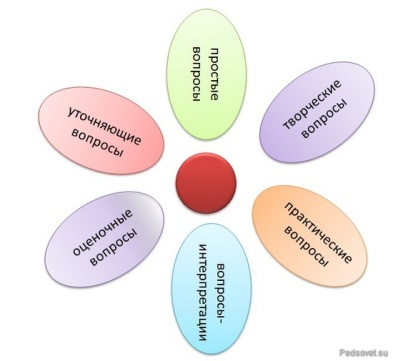 простые
вопросы
творческие
вопросы
практические
вопросы
вопросы-
интерпретации
оценочные
вопросы
уточняющие
вопросы
Pedsovet.su